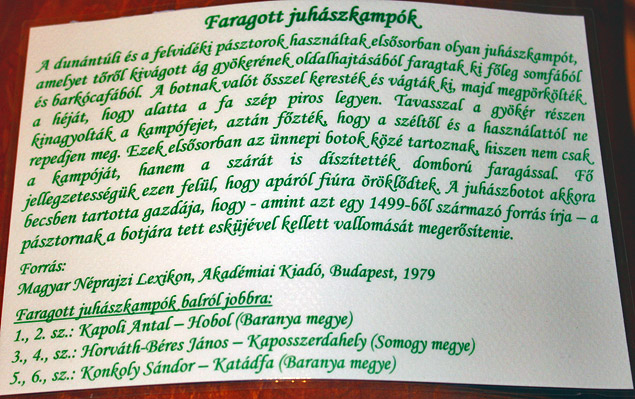 Faragott juhászkampók
A dunántúli és a felvidéki pásztorok használtak elsősorban olyan juhászkampót,
amelyet tőről kivágott ág gyökerének oldalhajtásából faragtak ki főleg somfából
és barkócafából. A botnak valót ősszel keresték és vágták ki, majd megpörkölték
a héját, hogy alatta a fa szép piros legyen. Tavasszal a gyökér részen
kinagyolták a kampófejet, aztán főzték, hogy a széltől és a használattól ne
repedjen meg. Ezek elsősorban az ünnepi botok közé tartoznak, hiszen nem csak
a kampóját, hanem a szárát is díszítették domború faragással. Fő
jellegzetességük ezen felül, hogy apáról fiúra öröklődtek. A juhászbotot akkora
becsben tartotta gazdája, hogy - amint azt egy 1499-ből származó forrás írja – a
pásztornak a botjára tett esküjével kellett vallomását megerősítenie.
Forrás:
Magyar Néprajzi Lexikon, Akadémiai Kiadó, Budapest, 1979
Faragott juhászkampók balról jobbra:
1., 2. sz.: Kapoli Antal – Hobol (Baranya megye)
3., 4., sz.: Horváth-Béres János – Kaposszerdahely (Somogy megye)
5., 6., sz.: Konkoly Sándor – Katádfa (Baranya megye)